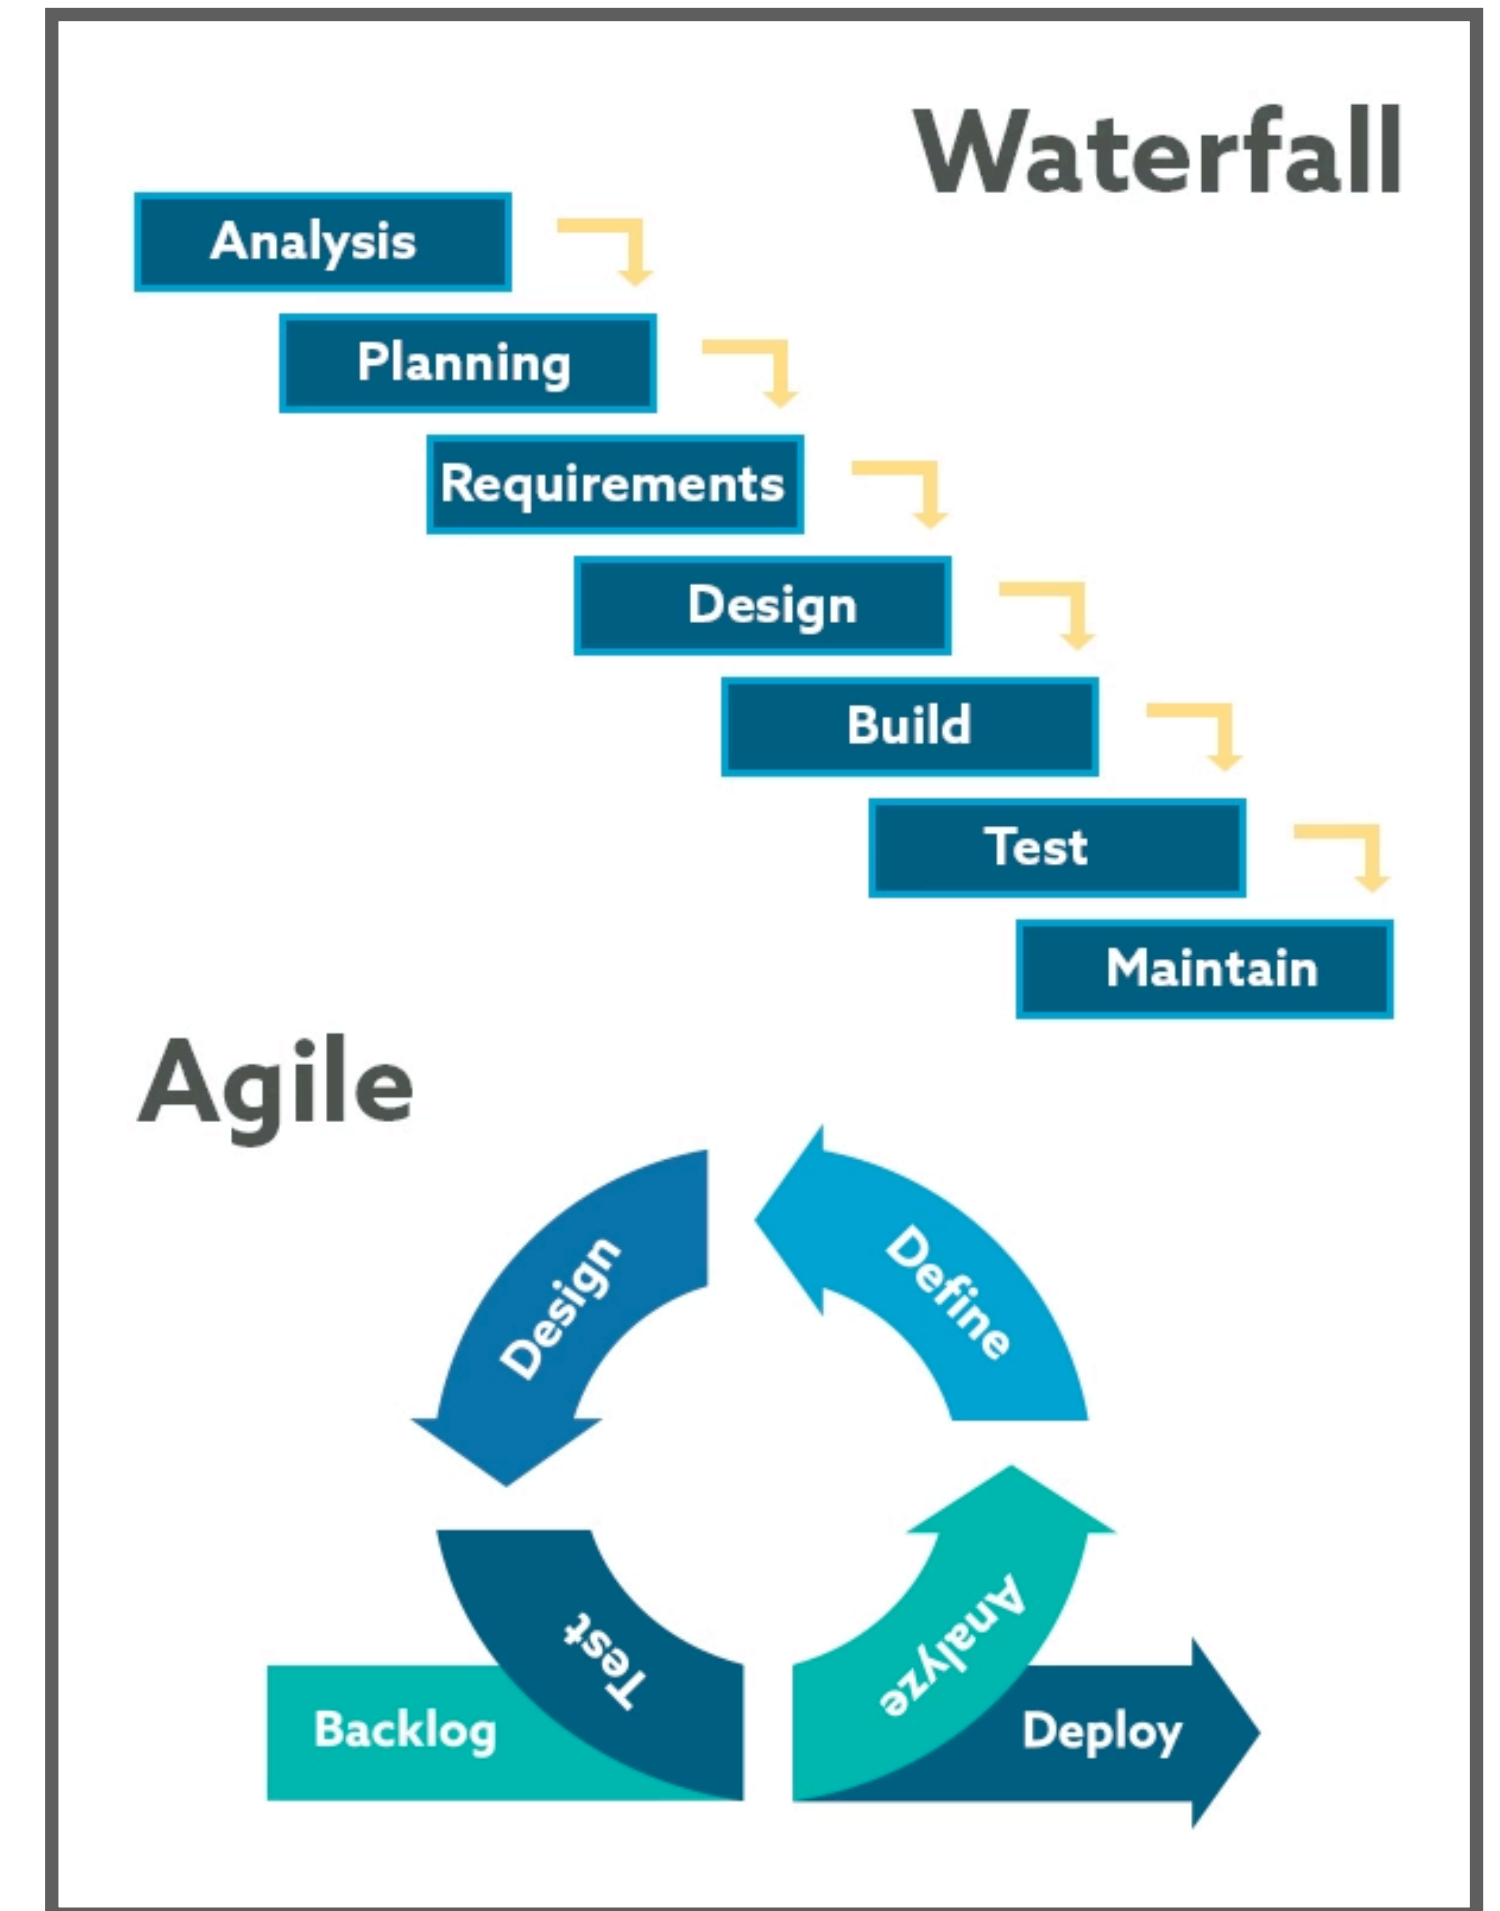 Waterfall
Analysis
Planning
Requirements
Design
Build
Test
Maintain
Agile
Design
Define
Test
Analyze
Backlog
Deploy